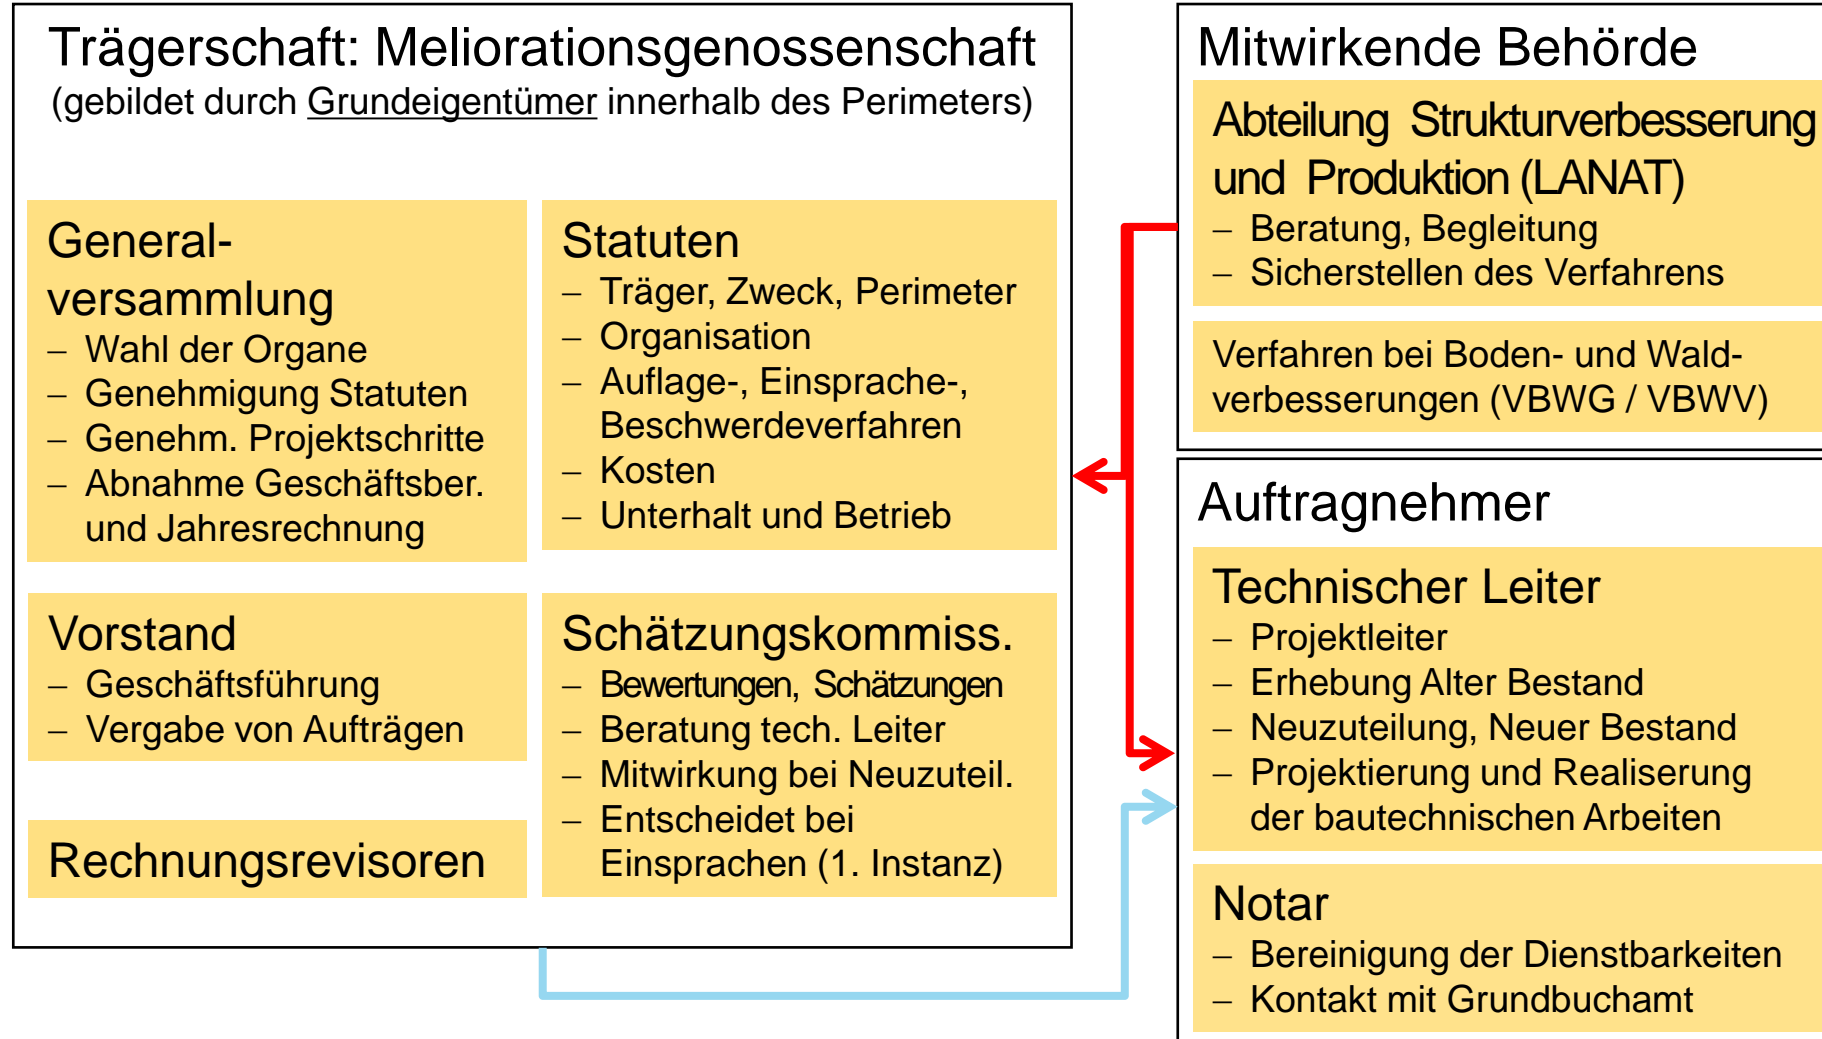 Trägerschaft: Meliorationsgenossenschaft
(gebildet durch Grundeigentümer innerhalb des Perimeters)
General-
versammlung
– Wahl der Organe
– Genehmigung Statuten
– Genehm. Projektschritte
– Abnahme Geschäftsber.
und Jahresrechnung
Statuten
– Träger, Zweck, Perimeter
– Organisation
– Auflage-, Einsprache-,
Beschwerdeverfahren
– Kosten
– Unterhalt und Betrieb
Vorstand
– Geschäftsführung
– Vergabe von Aufträgen
Schätzungskommiss.
– Bewertungen, Schätzungen
– Beratung tech. Leiter
– Mitwirkung bei Neuzuteil.
– Entscheidet bei
Einsprachen (1. Instanz)
Rechnungsrevisoren
Mitwirkende Behörde
Abteilung Strukturverbesserung
und Produktion (LANAT)
– Beratung, Begleitung
– Sicherstellen des Verfahrens
Verfahren bei Boden- und Wald-
verbesserungen (VBWG / VBWV)
Auftragnehmer
Technischer Leiter
– Projektleiter
– Erhebung Alter Bestand
– Neuzuteilung, Neuer Bestand
– Projektierung und Realiserung
der bautechnischen Arbeiten
Notar
– Bereinigung der Dienstbarkeiten
– Kontakt mit Grundbuchamt